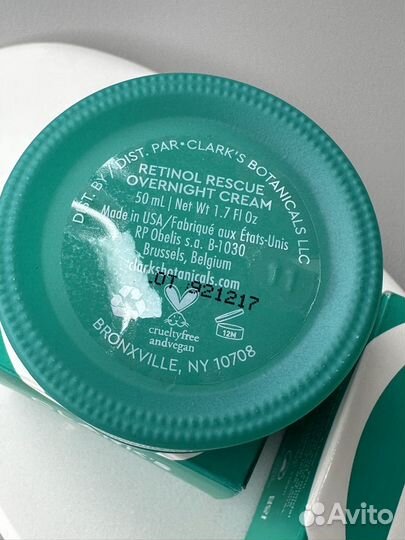 DIST. BY / DIST. PAR • CLARK'S BOTANICALS LLC
RETINOL RESCUE
OVERNIGHT CREAM
50 mL | Net Wt 1.7 Fl Oz
Made in USA/Fabriqué aux États-Unis
RP Obelis s.a. B-1030
Brussels, Belgium
clarksbotanicals.com
LOT 921217
crueltyfree
andvegan
12M
BRONXVILLE, NY 10708
Avito